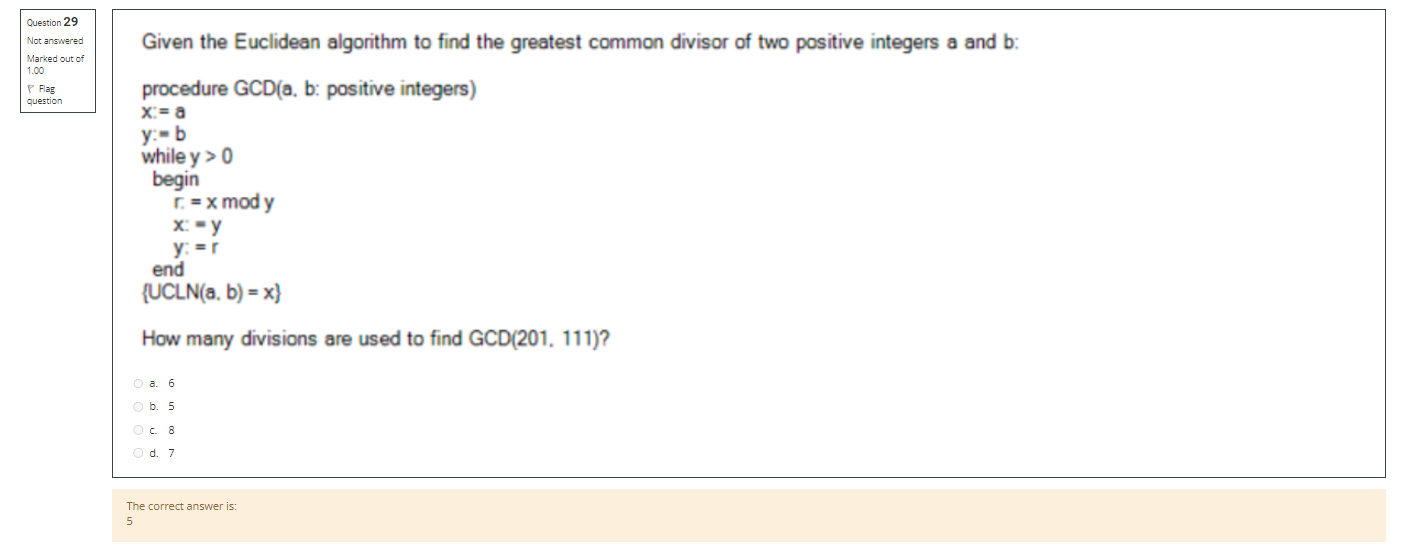 Question 29
Not answered
Marked out of
1.00
Flag
question
Given the Euclidean algorithm to find the greatest common divisor of two positive integers a and b:
procedure GCD(a, b: positive integers)
x:= a
y:= b
while y > 0
begin
r: = x mod y
x: = y
y: = r
end
{UCLN(a, b) = x}
How many divisions are used to find GCD(201, 111)?
a. 6
b. 5
c. 8
d. 7
The correct answer is:
5